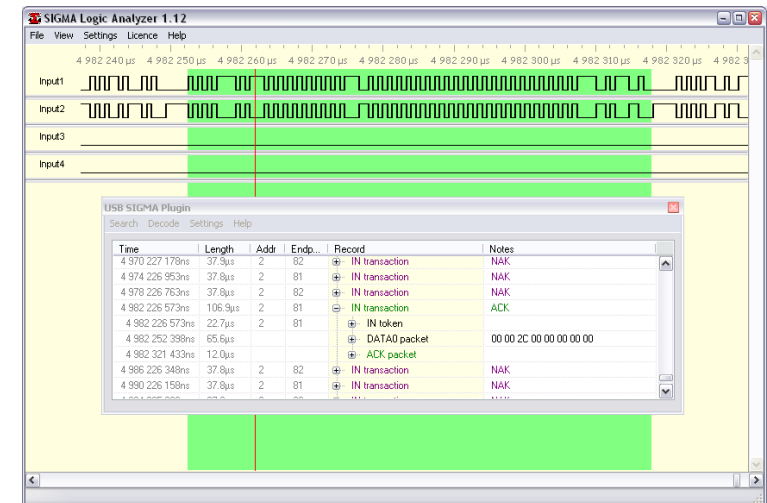 SIGMA Logic Analyzer 1.12
File View Settings Licence Help
4 982 240 µs 4 982 250 µs 4 982 260 µs 4 982 270 µs 4 982 280 µs 4 982 290 µs 4 982 300 µs 4 982 310 µs 4 982 320 µs 4 982 3
Input1
Input2
Input3
Input4
USB SIGMA Plugin
Search Decode Settings Help
Time Length Addr Endp... Record Notes
4 970 227 178ns 37.9µs 2 82 IN transaction NAK
4 974 226 953ns 37.8µs 2 81 IN transaction NAK
4 978 226 763ns 37.8µs 2 82 IN transaction NAK
4 982 226 573ns 106.9µs 2 81 IN transaction ACK
4 982 226 573ns 22.7µs 2 81 IN token
4 982 252 398ns 65.6µs DATA0 packet 00 00 2C 00 00 00 00 00
4 982 321 433ns 12.0µs ACK packet
4 986 226 348ns 37.8µs 2 82 IN transaction NAK
4 990 226 158ns 37.8µs 2 81 IN transaction NAK